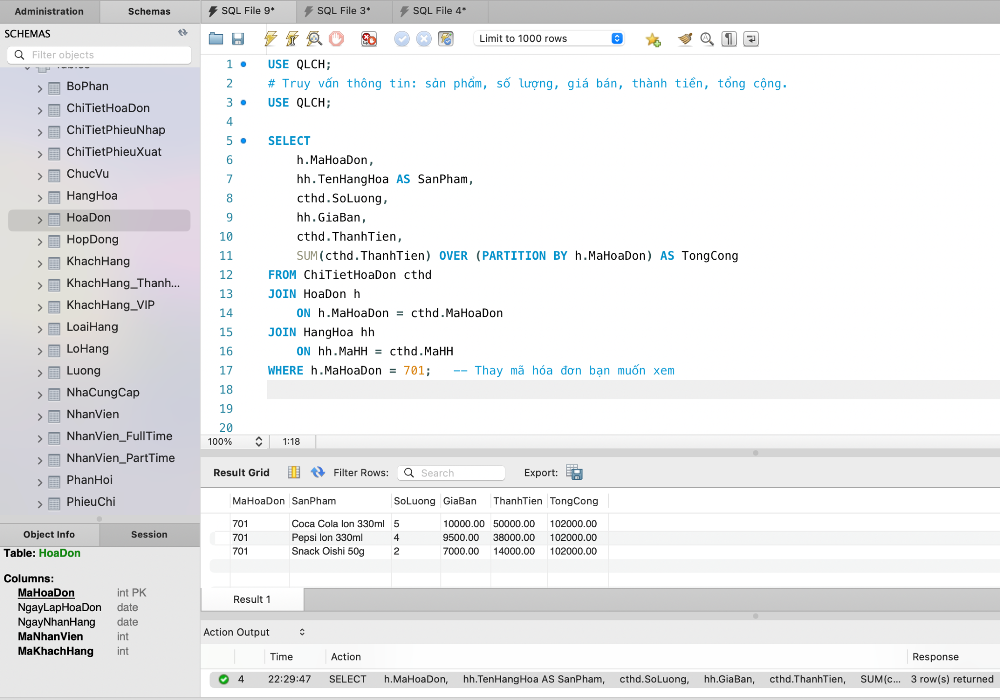 Administration
Schemas
SQL File 9*
SQL File 3*
SQL File 4*
SCHEMAS
Filter objects
Limit to 1000 rows
Tables
BoPhan
ChiTietHoaDon
ChiTietPhieuNhap
ChiTietPhieuXuat
ChucVu
HangHoa
HoaDon
HopDong
KhachHang
KhachHang_Thanh...
KhachHang_VIP
LoaiHang
LoHang
Luong
NhaCungCap
NhanVien
NhanVien_FullTime
NhanVien_PartTime
PhanHoi
PhieuChi
Object Info
Session
Table: HoaDon
Columns:
MaHoaDon int PK
NgayLapHoaDon date
NgayNhanHang date
MaNhanVien int
MaKhachHang int
1 USE QLCH;
2 # Truy vấn thông tin: sản phẩm, số lượng, giá bán, thành tiền, tổng cộng.
3 USE QLCH;
4
5 SELECT
6 h.MaHoaDon,
7 hh.TenHangHoa AS SanPham,
8 cthd.SoLuong,
9 hh.GiaBan,
10 cthd.ThanhTien,
11 SUM(cthd.ThanhTien) OVER (PARTITION BY h.MaHoaDon) AS TongCong
12 FROM ChiTietHoaDon cthd
13 JOIN HoaDon h
14 ON h.MaHoaDon = cthd.MaHoaDon
15 JOIN HangHoa hh
16 ON hh.MaHH = cthd.MaHH
17 WHERE h.MaHoaDon = 701; -- Thay mã hóa đơn bạn muốn xem
18
19
20
100% 1:18
Result Grid Filter Rows: Search Export:
MaHoaDon SanPham SoLuong GiaBan ThanhTien TongCong
701 Coca Cola lon 330ml 5 10000.00 50000.00 102000.00
701 Pepsi lon 330ml 4 9500.00 38000.00 102000.00
701 Snack Oishi 50g 2 7000.00 14000.00 102000.00
Result 1
Action Output
Time Action Response
4 22:29:47 SELECT h.MaHoaDon, hh.TenHangHoa AS SanPham, cthd.SoLuong, hh.GiaBan, cthd.ThanhTien, SUM(c... 3 row(s) returned